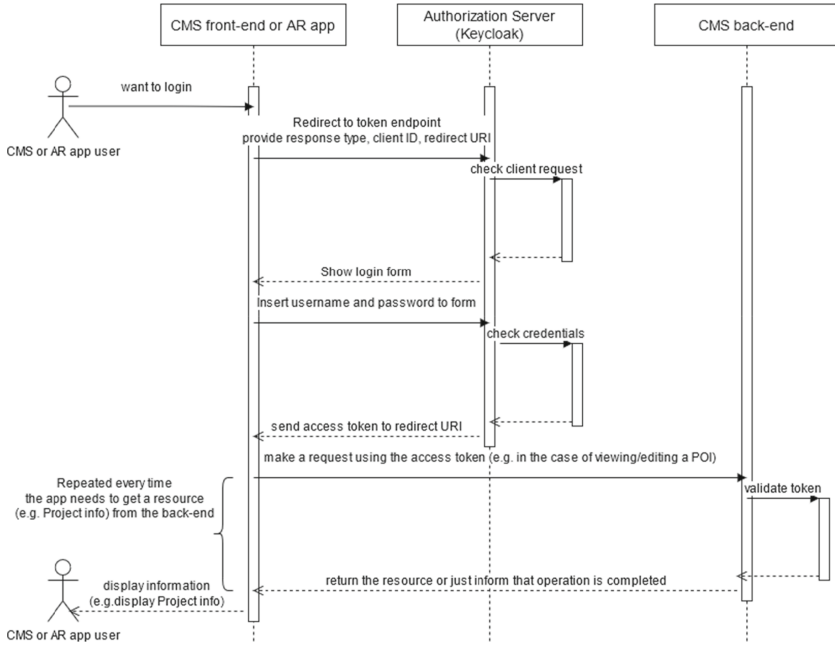 CMS front-end or AR app
Authorization Server
(Keycloak)
CMS back-end
want to login
CMS or AR app user
Redirect to token endpoint
provide response type, client ID, redirect URI
check client request
Show login form
Insert username and password to form
check credentials
send access token to redirect URI
make a request using the access token (e.g. in the case of viewing/editing a POI)
Repeated every time
the app needs to get a resource
(e.g. Project info) from the back-end
validate token
return the resource or just inform that operation is completed
display information
(e.g.display Project info)
CMS or AR app user